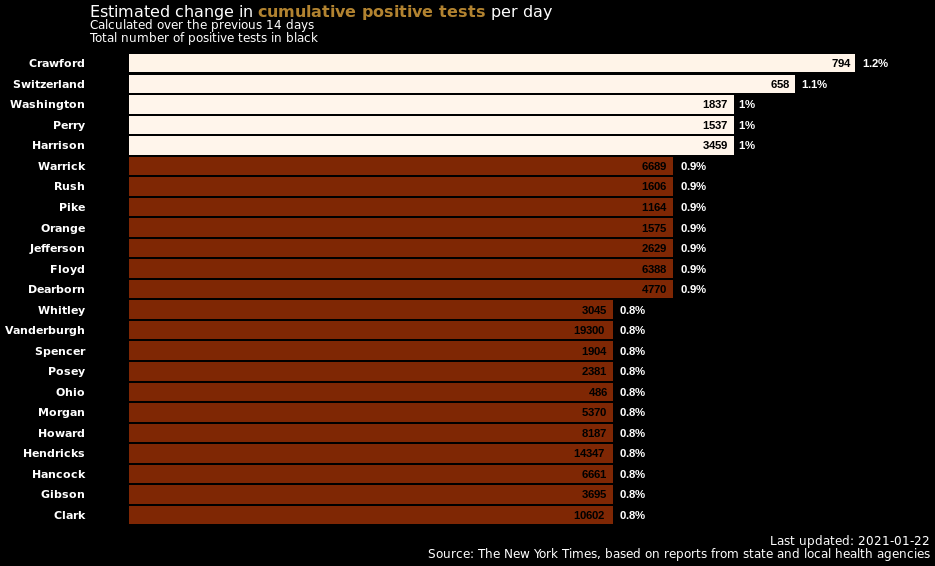 Estimated change in cumulative positive tests per day
Calculated over the previous 14 days
Total number of positive tests in black
Crawford 794 1.2%
Switzerland 658 1.1%
Washington 1837 1%
Perry 1537 1%
Harrison 3459 1%
Warrick 6689 0.9%
Rush 1606 0.9%
Pike 1164 0.9%
Orange 1575 0.9%
Jefferson 2629 0.9%
Floyd 6388 0.9%
Dearborn 4770 0.9%
Whitley 3045 0.8%
Vanderburgh 19300 0.8%
Spencer 1904 0.8%
Posey 2381 0.8%
Ohio 486 0.8%
Morgan 5370 0.8%
Howard 8187 0.8%
Hendricks 14347 0.8%
Hancock 6661 0.8%
Gibson 3695 0.8%
Clark 10602 0.8%
Last updated: 2021-01-22
Source: The New York Times, based on reports from state and local health agencies